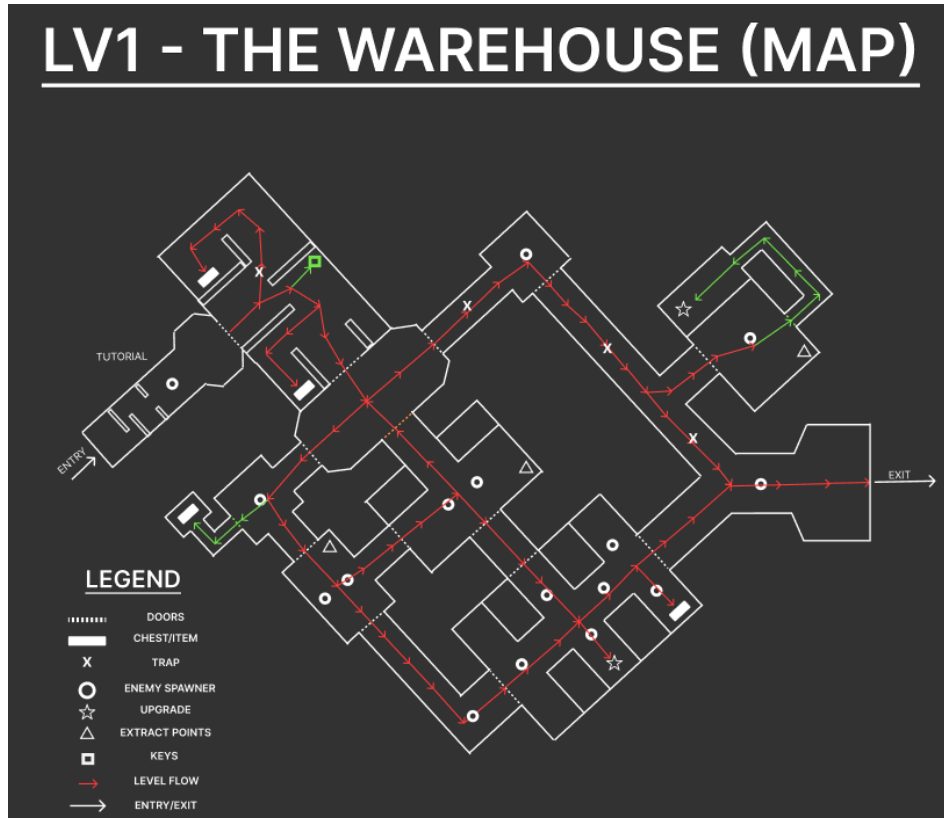 LV1 - THE WAREHOUSE (MAP)
X
TUTORIAL
X
X
X
ENTRY
EXIT
LEGEND
DOORS
CHEST/ITEM
X TRAP
ENEMY SPAWNER
UPGRADE
EXTRACT POINTS
KEYS
LEVEL FLOW
ENTRY/EXIT